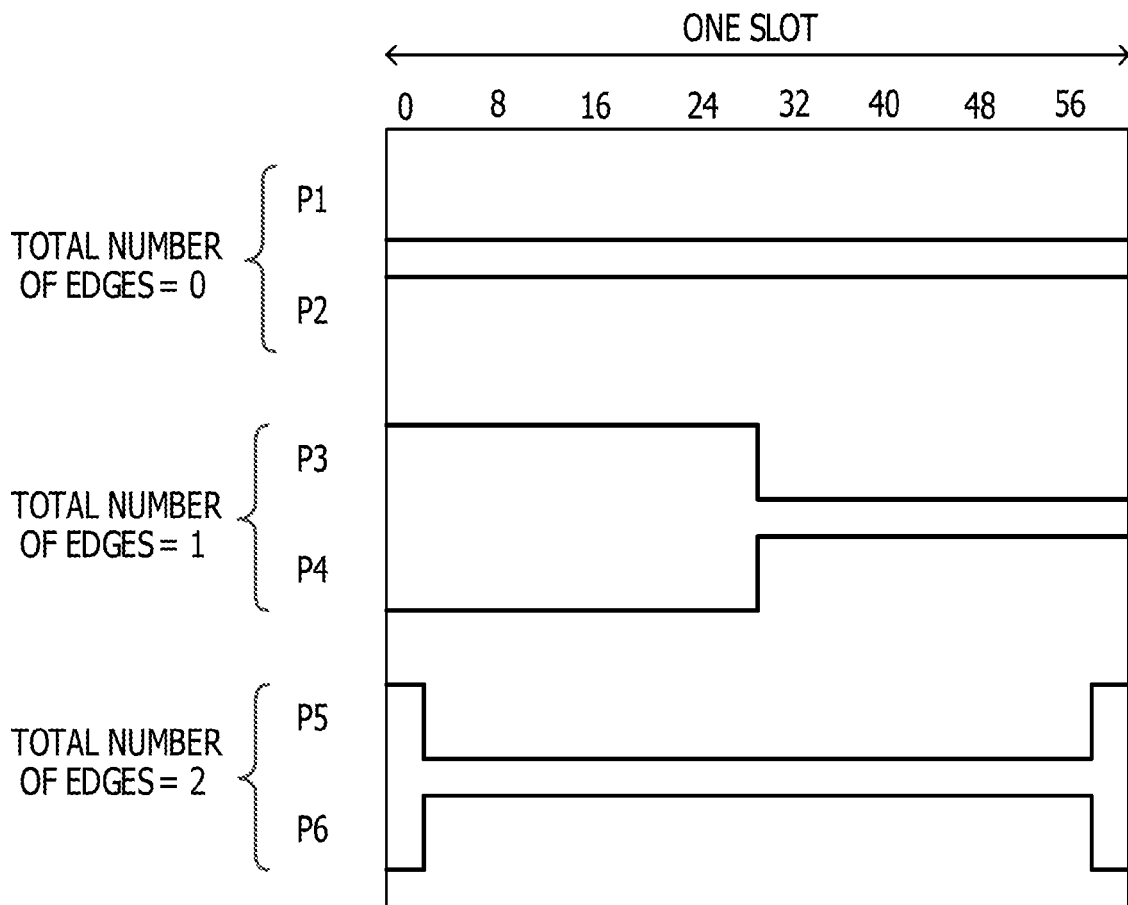 ONE SLOT
0 8 16 24 32 40 48 56
P1
TOTAL NUMBER
OF EDGES = 0
P2
P3
TOTAL NUMBER
OF EDGES = 1
P4
P5
TOTAL NUMBER
OF EDGES = 2
P6